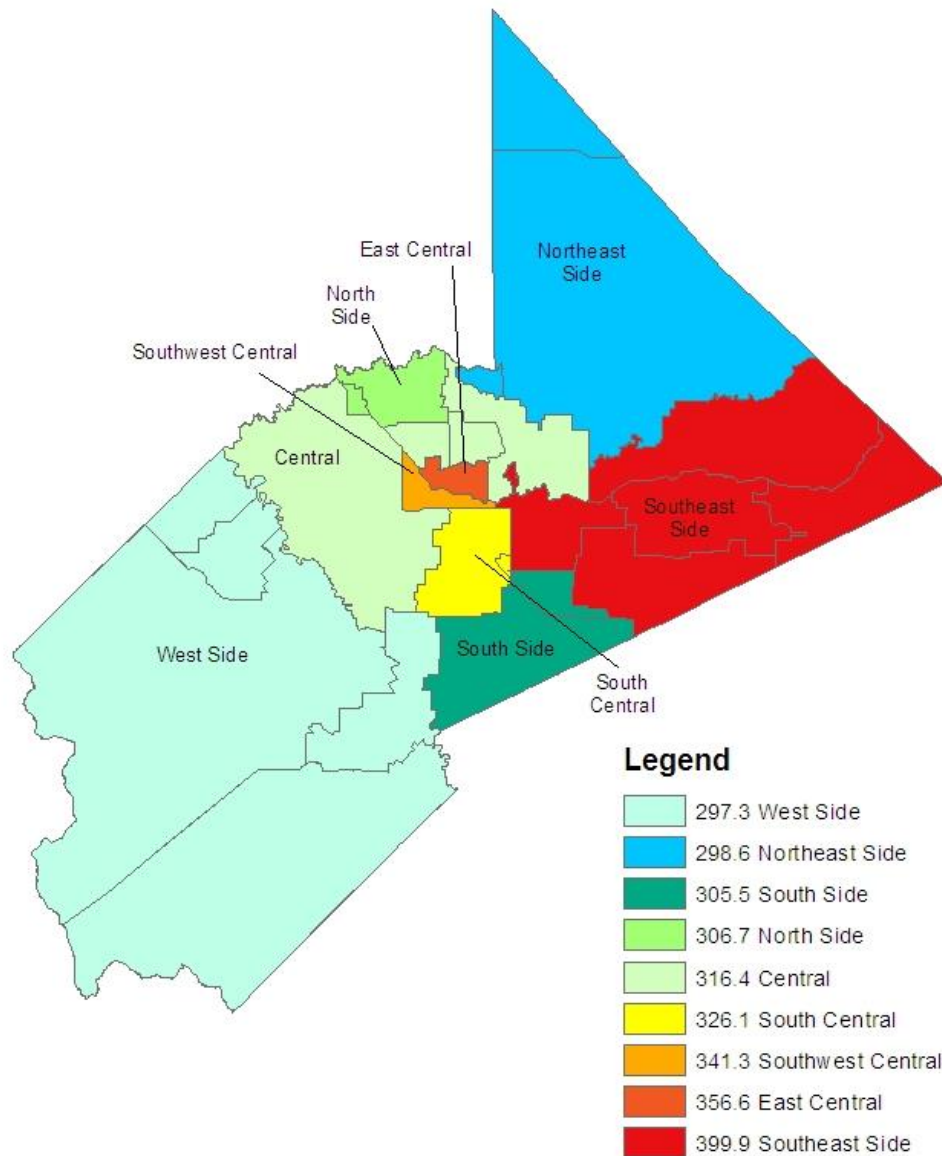 East Central
Northeast
Side
North
Side
Southwest Central
Central
Southeast
Side
West Side
South Side
South
Central
Legend
297.3 West Side
298.6 Northeast Side
305.5 South Side
306.7 North Side
316.4 Central
326.1 South Central
341.3 Southwest Central
356.6 East Central
399.9 Southeast Side